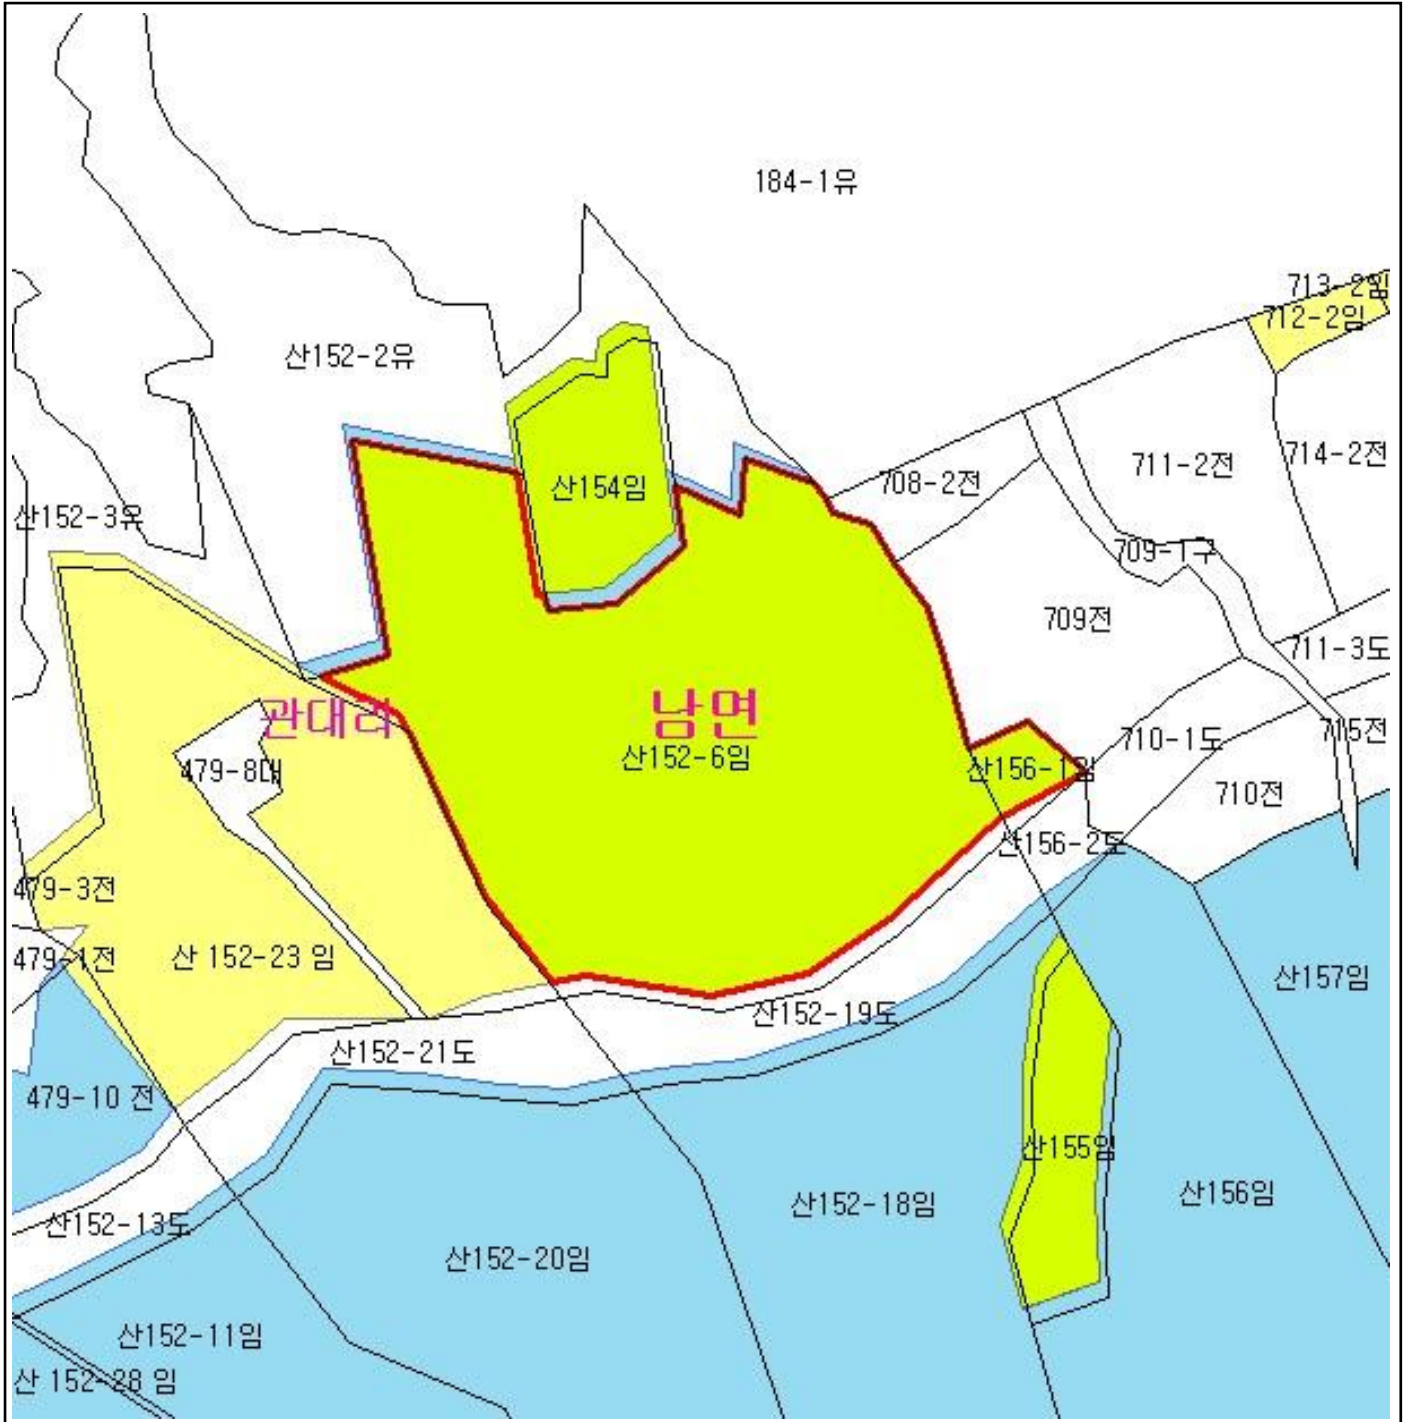 184-1유
713-2임
712-2임
산152-2유
714-2전
711-2전
708-2전
산154임
산152-3유
709-1구
709전
711-3도
관대리
남면
715전
710-1도
산152-6임
산156-1임
479-8대
710전
산156-2도
479-3전
479-1전
산 152-23 임
산157임
산152-19도
산152-21도
479-10 전
산155임
산156임
산152-18임
산152-13도
산152-20임
산152-11임
산 152-28 임